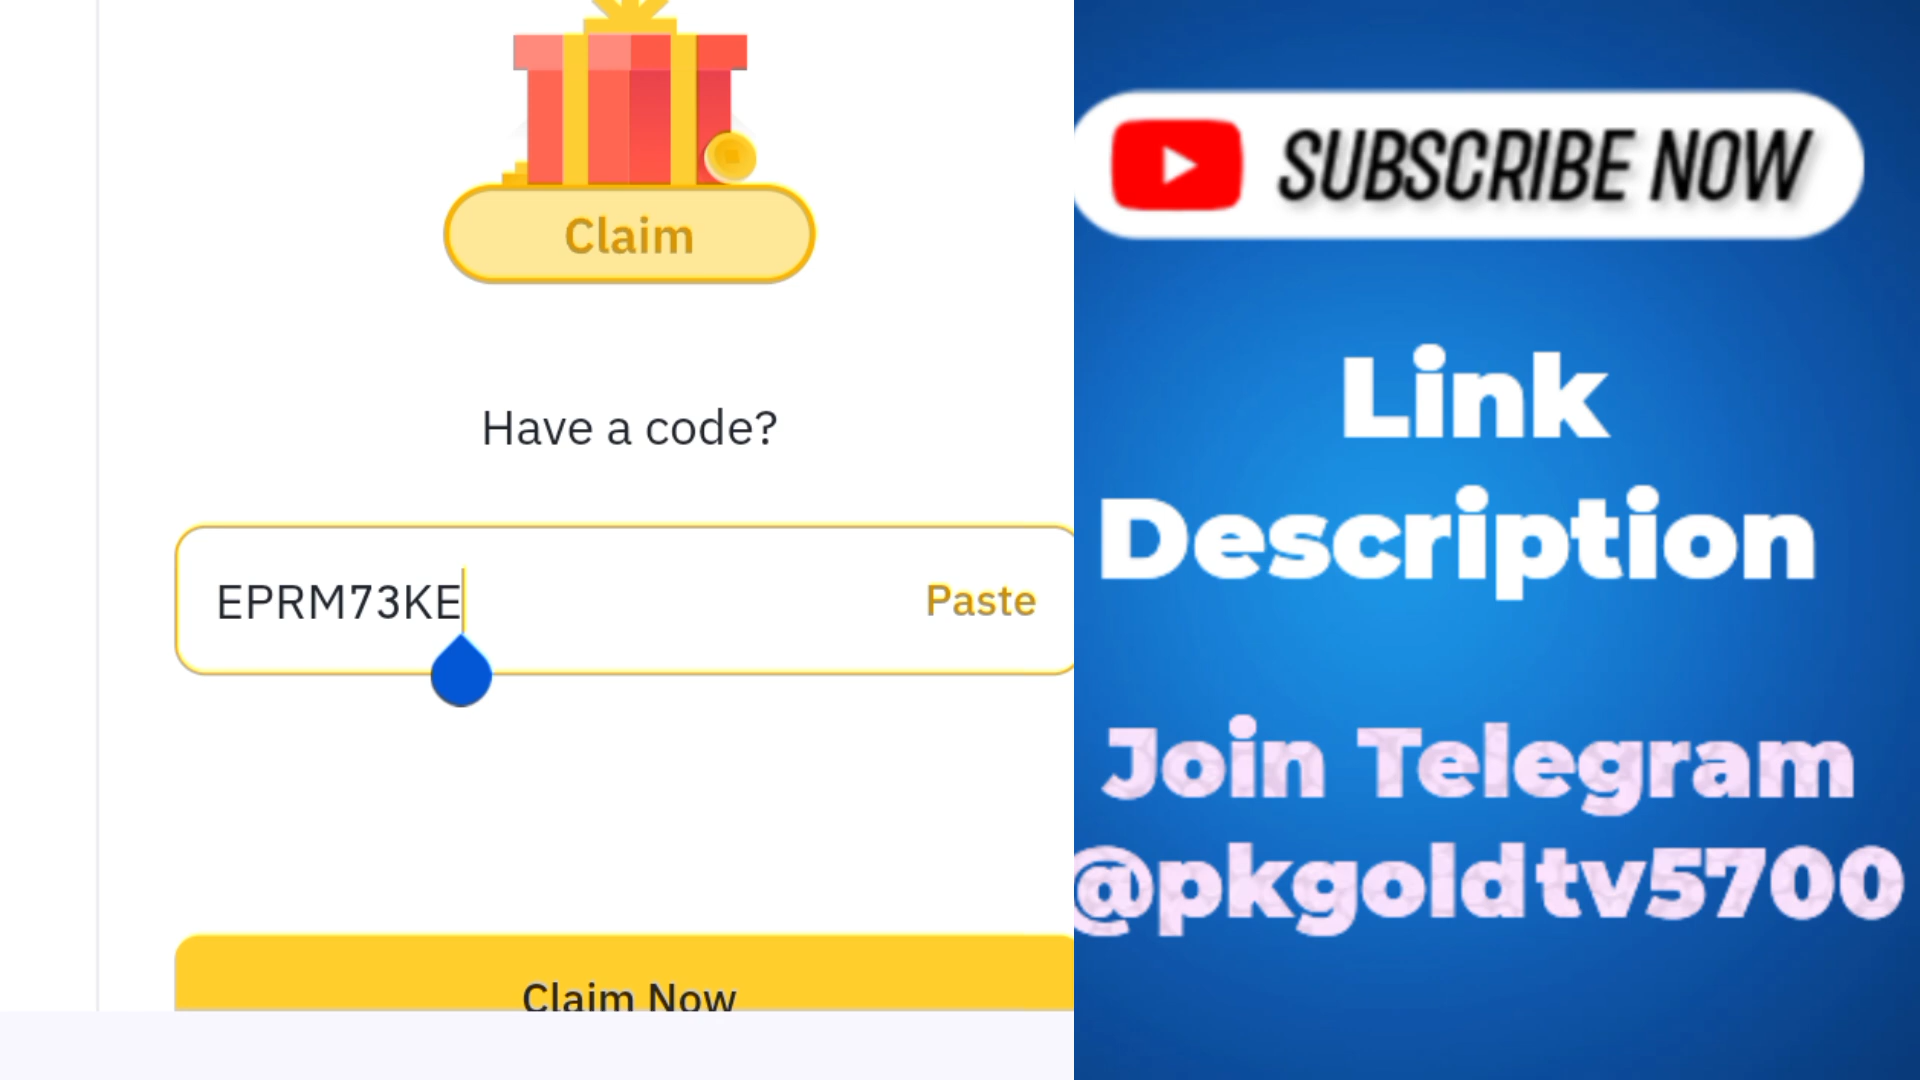 Claim
Have a code?
EPRM73KE
Paste
Claim Now
SUBSCRIBE NOW
Link
Description
Join Telegram
@pkgoldtv5700